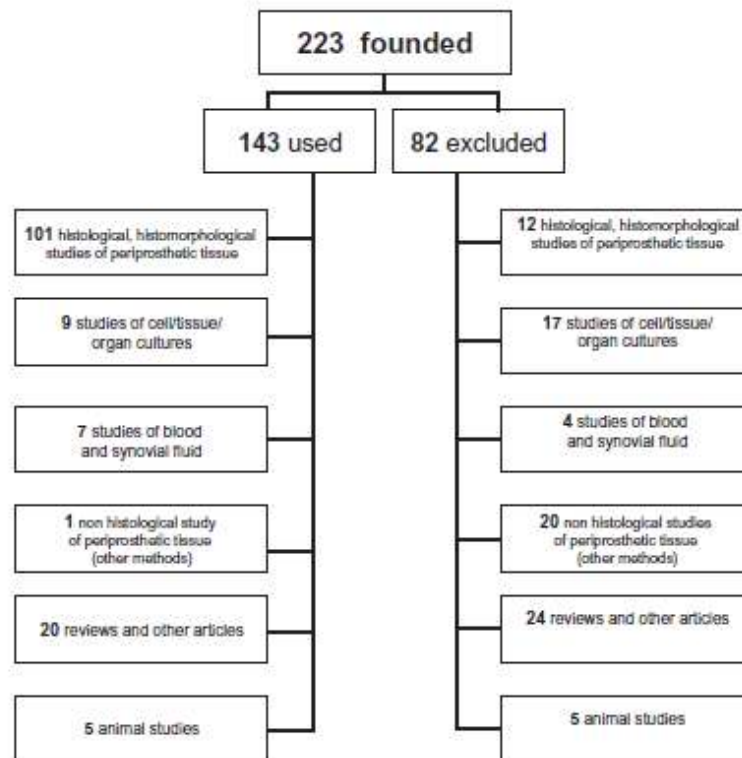 223 founded
143 used
82 excluded
101 histological, histomorphological
studies of periprosthetic tissue
9 studies of cell/tissue/
organ cultures
7 studies of blood
and synovial fluid
1 non histological study
of periprosthetic tissue
(other methods)
20 reviews and other articles
5 animal studies
12 histological, histomorphological
studies of periprosthetic tissue
17 studies of cell/tissue/
organ cultures
4 studies of blood
and synovial fluid
20 non histological studies
of periprosthetic tissue
(other methods)
24 reviews and other articles
5 animal studies